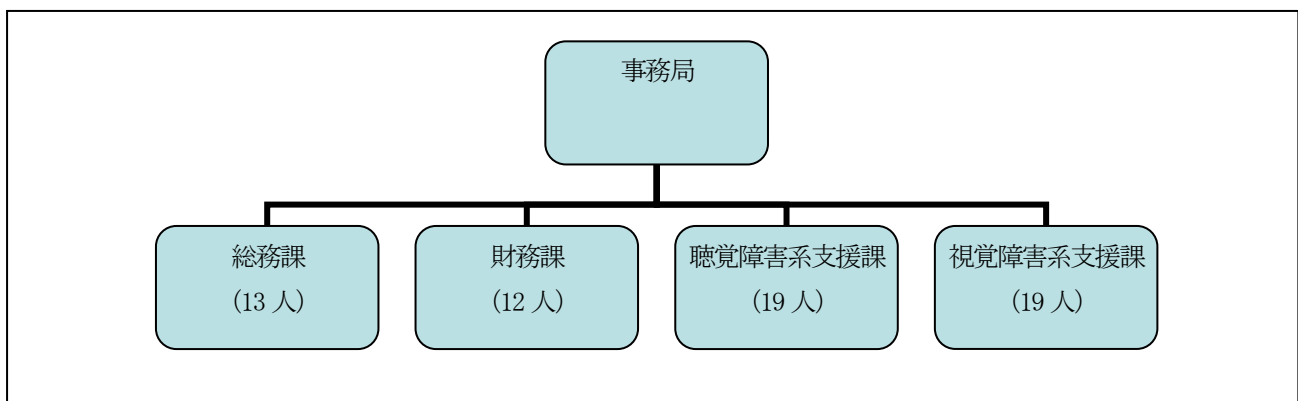 事務局
総務課
(13 人)
財務課
(12 人)
聴覚障害系支援課
(19 人)
視覚障害系支援課
(19 人)